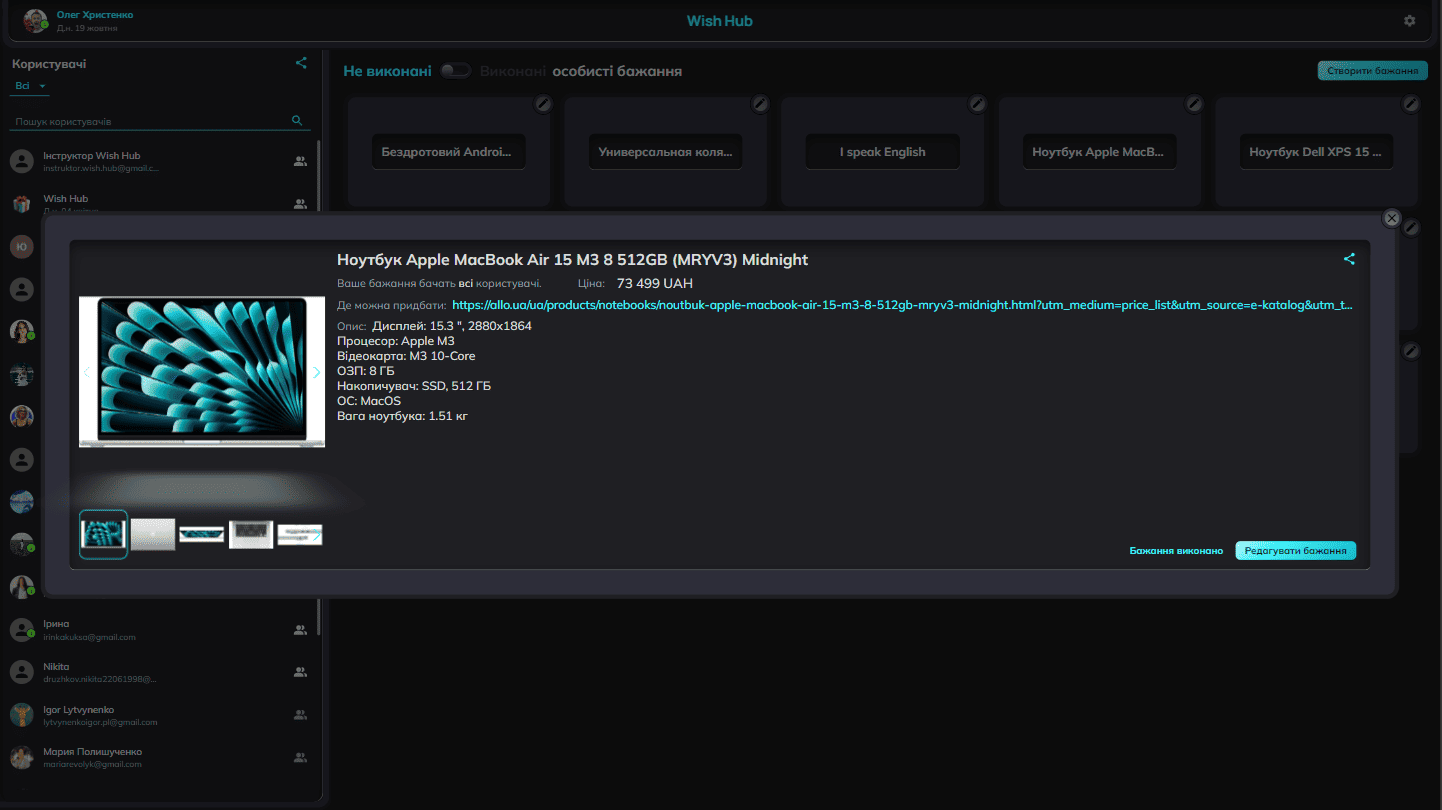 Олег Христенко
Д.н. 19 жовтня
Wish Hub
Користувачі
Всі
Пошук користувачів
Інструктор Wish Hub
instruktor.wish.hub@gmail.c...
Wish Hub
Не виконані Виконані особисті бажання
Створити бажання
Бездротовий Androi...
Универсальная коля...
I speak English
Ноутбук Apple MacB...
Ноутбук Dell XPS 15 ...
Ю
Ноутбук Apple MacBook Air 15 M3 8 512GB (MRYV3) Midnight
Ваше бажання бачать всі користувачі. Ціна: 73 499 UAH
Де можна придбати: https://allo.ua/ua/products/notebooks/noutbuk-apple-macbook-air-15-m3-8-512gb-mryv3-midnight.html?utm_medium=price_list&utm_source=e-katalog&utm_t...
Опис: Дисплей: 15.3 ", 2880x1864
Процесор: Apple M3
Відеокарта: M3 10-Core
ОЗП: 8 ГБ
Накопичувач: SSD, 512 ГБ
ОС: MacOS
Вага ноутбука: 1.51 кг
Бажання виконано
Редагувати бажання
Ірина
irinkakuksa@gmail.com
Nikita
druzhkov.nikita22061998@...
Igor Lytvynenko
lytvynenkoigor.pl@gmail.com
Мария Полишученко
mariarevolyk@gmail.com